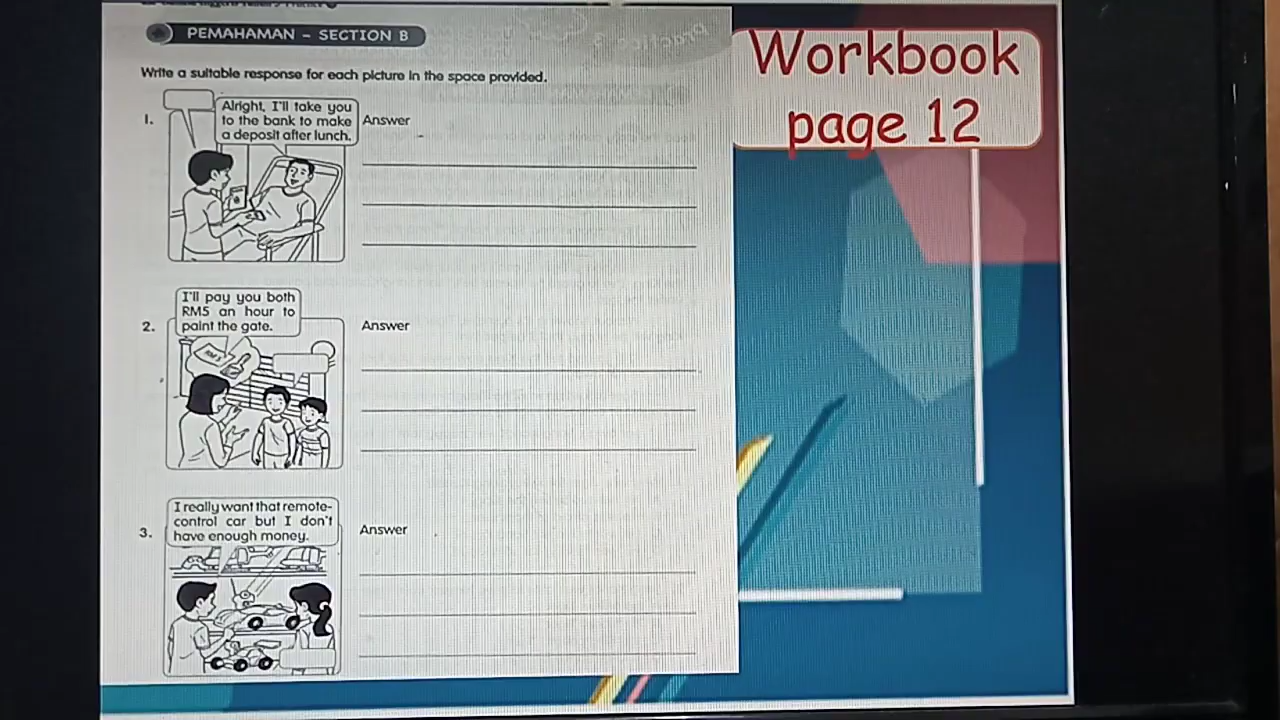 PEMAHAMAN – SECTION B
Write a suitable response for each picture in the space provided.
1.
Alright, I'll take you
to the bank to make
a deposit after lunch.
Answer
2.
I'll pay you both
RM5 an hour to
paint the gate.
RM 5
Answer
3.
I really want that remote-
control car but I don't
have enough money.
Answer
Workbook
page 12